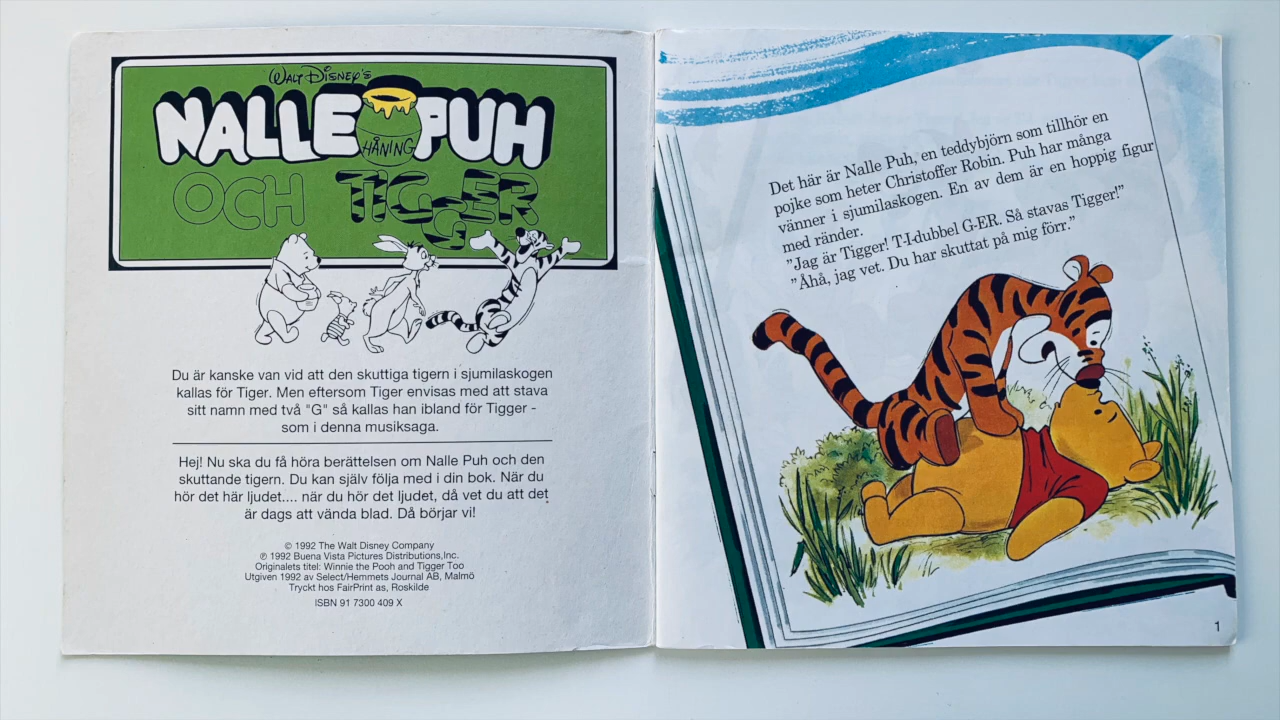 WALT DISNEY'S
NALLE PUH
HÅNING
OCH TIGGER
Du är kanske van vid att den skuttiga tigern i sjumilaskogen
kallas för Tiger. Men eftersom Tiger envisas med att stava
sitt namn med två "G" så kallas han ibland för Tigger -
som i denna musiksaga.
Hej! Nu ska du få höra berättelsen om Nalle Puh och den
skuttande tigern. Du kan själv följa med i din bok. När du
hör det här ljudet.... när du hör det ljudet, då vet du att det
är dags att vända blad. Då börjar vi!
© 1992 The Walt Disney Company
℗ 1992 Buena Vista Pictures Distributions,Inc.
Originalets titel: Winnie the Pooh and Tigger Too
Utgiven 1992 av Select/Hemmets Journal AB, Malmö
Tryckt hos FairPrint as, Roskilde
ISBN 91 7300 409 X
Det här är Nalle Puh, en teddybjörn som tillhör en
pojke som heter Christoffer Robin. Puh har många
vänner i sjumilaskogen. En av dem är en hoppig figur
med ränder.
”Jag är Tigger! T-I-dubbel G-ER. Så stavas Tigger!”
”Åhå, jag vet. Du har skuttat på mig förr.”
1